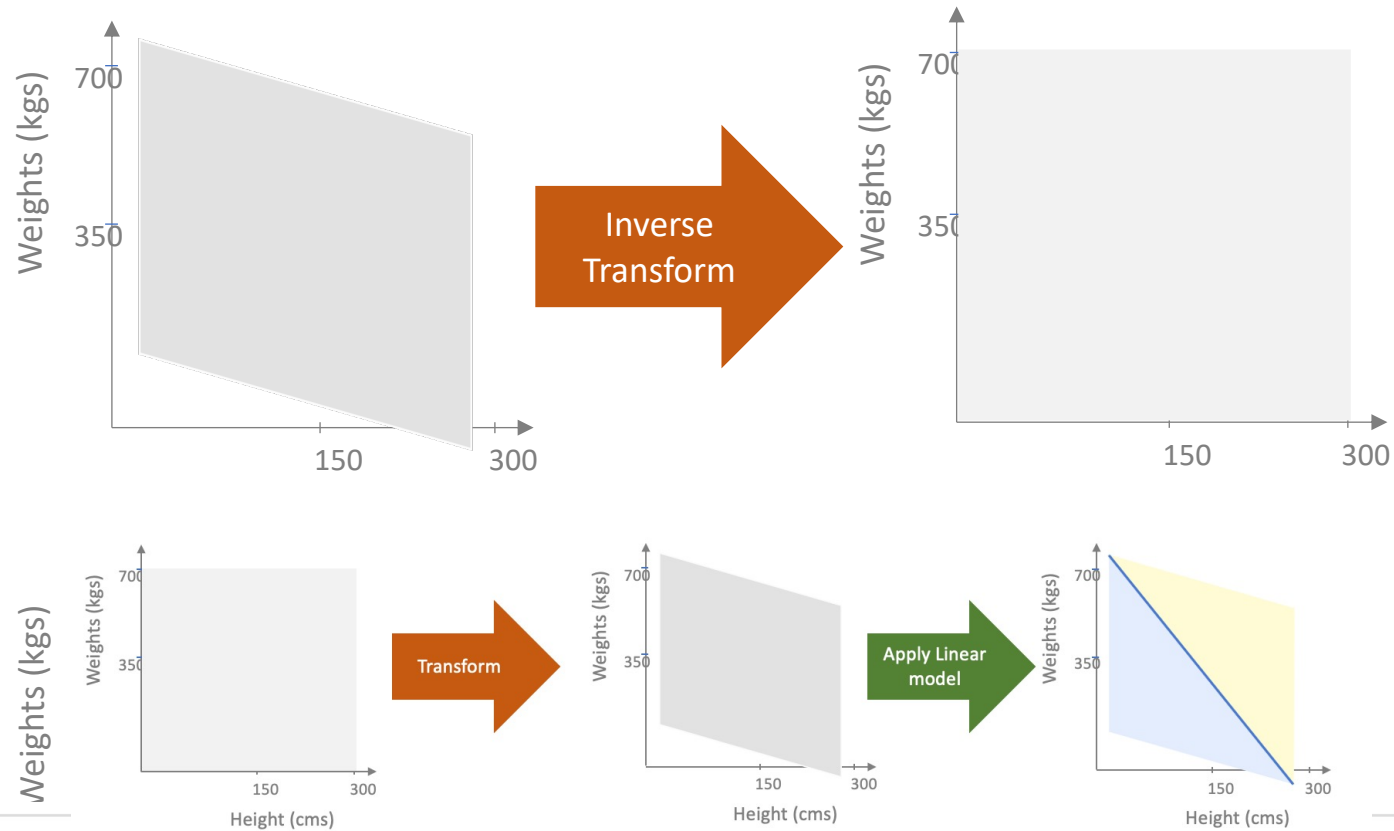 Weights (kgs)
700
350
150
300
Inverse
Transform
Weights (kgs)
700
350
150
300
Weights (kgs)
Weights (kgs)
700
350
150
300
Height (cms)
Transform
Weights (kgs)
700
350
150
300
Height (cms)
Apply Linear
model
Weights (kgs)
700
350
150
300
Height (cms)